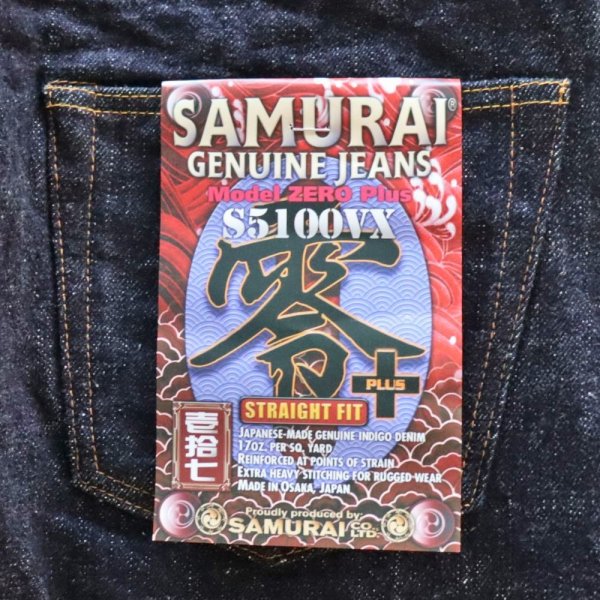 SAMURAI®
GENUINE JEANS
Model ZERO Plus
S5100VX
零
PLUS
STRAIGHT FIT
壱拾七
JAPANESE-MADE GENUINE INDIGO DENIM
17OZ. PER SQ. YARD
REINFORCED AT POINTS OF STRAIN
EXTRA HEAVY STITCHING FOR RUGGED WEAR
MADE IN OSAKA, JAPAN
Proudly produced by:
SAMURAI CO. LTD.